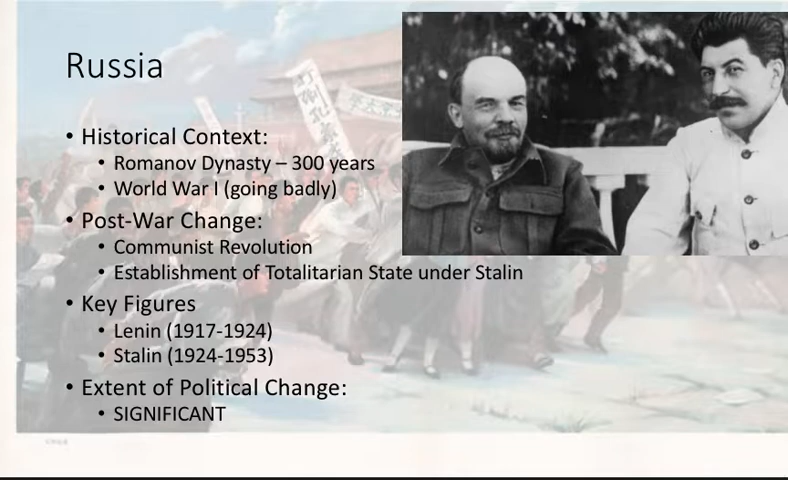 Russia
• Historical Context:
• Romanov Dynasty – 300 years
• World War I (going badly)
• Post-War Change:
• Communist Revolution
• Establishment of Totalitarian State under Stalin
• Key Figures
• Lenin (1917-1924)
• Stalin (1924-1953)
• Extent of Political Change:
• SIGNIFICANT